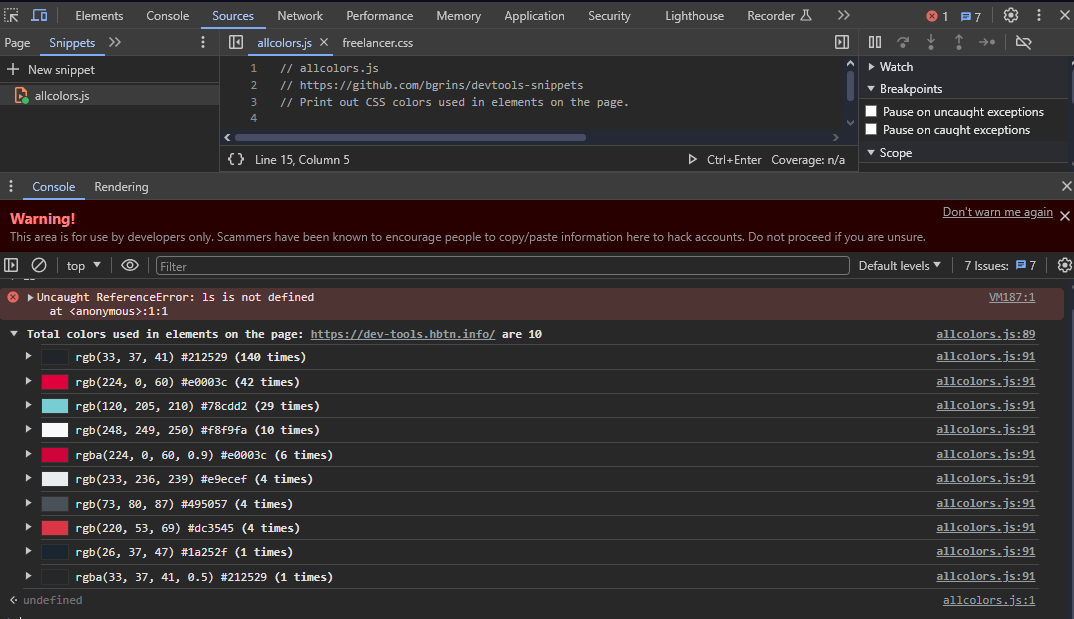 Elements Console Sources Network Performance Memory Application Security Lighthouse Recorder 1 7
Page Snippets allcolors.js freelancer.css
New snippet
allcolors.js
1 // allcolors.js
2 // https://github.com/bgrins/devtools-snippets
3 // Print out CSS colors used in elements on the page.
4
{} Line 15, Column 5 Ctrl+Enter Coverage: n/a
Watch
Breakpoints
Pause on uncaught exceptions
Pause on caught exceptions
Scope
Console Rendering
Warning! Don't warn me again
This area is for use by developers only. Scammers have been known to encourage people to copy/paste information here to hack accounts. Do not proceed if you are unsure.
top Filter Default levels 7 Issues: 7
Uncaught ReferenceError: ls is not defined VM187:1
at <anonymous>:1:1
Total colors used in elements on the page: https://dev-tools.hbtn.info/ are 10 allcolors.js:89
rgb(33, 37, 41) #212529 (140 times) allcolors.js:91
rgb(224, 0, 60) #e0003c (42 times) allcolors.js:91
rgb(120, 205, 210) #78cdd2 (29 times) allcolors.js:91
rgb(248, 249, 250) #f8f9fa (10 times) allcolors.js:91
rgba(224, 0, 60, 0.9) #e0003c (6 times) allcolors.js:91
rgb(233, 236, 239) #e9ecef (4 times) allcolors.js:91
rgb(73, 80, 87) #495057 (4 times) allcolors.js:91
rgb(220, 53, 69) #dc3545 (4 times) allcolors.js:91
rgb(26, 37, 47) #1a252f (1 times) allcolors.js:91
rgba(33, 37, 41, 0.5) #212529 (1 times) allcolors.js:91
undefined allcolors.js:1